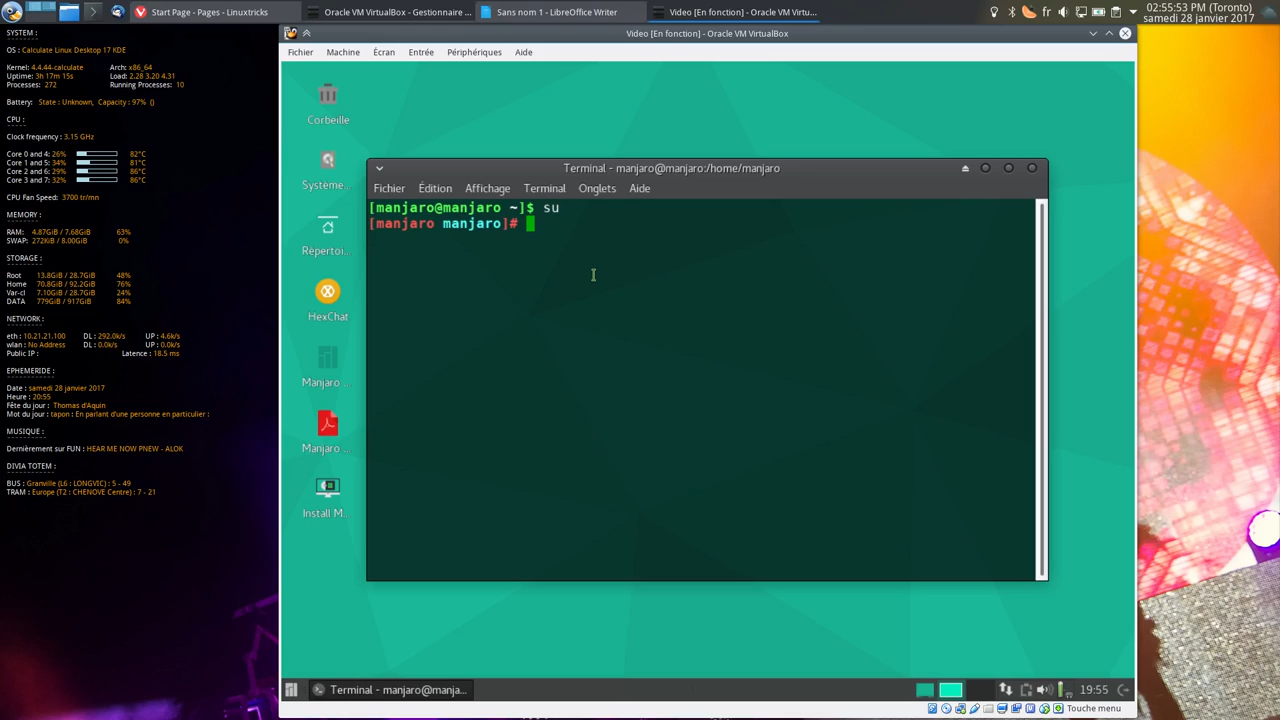 Start Page - Pages - Linuxtricks
Oracle VM VirtualBox - Gestionnaire ...
Sans nom 1 - LibreOffice Writer
Video [En fonction] - Oracle VM Virtu...
fr
02:55:53 pm (Toronto)
samedi 28 janvier 2017
SYSTEM :
OS : Calculate Linux Desktop 17 KDE
Kernel: 4.4.44-calculate Arch: x86_64
Uptime: 3h 17m 15s Load: 2.28 3.20 4.31
Processes: 272 Running Processes: 10
Battery: State : Unknown, Capacity : 97% ()
CPU :
Clock frequency : 3.15 GHz
Core 0 and 4: 26% 82°C
Core 1 and 5: 34% 81°C
Core 2 and 6: 29% 86°C
Core 3 and 7: 32% 86°C
CPU Fan Speed: 3700 tr/mn
MEMORY :
RAM: 4.87GiB / 7.68GiB 63%
SWAP: 272KiB / 8.00GiB 0%
STORAGE :
Root 13.8GiB / 28.7GiB 48%
Home 70.8GiB / 92.2GiB 76%
Var-cl 7.10GiB / 28.7GiB 24%
DATA 779GiB / 917GiB 84%
NETWORK :
eth : 10.21.21.100 DL : 292.0k/s UP : 4.6k/s
wlan : No Address DL : 0.0k/s UP : 0.0k/s
Public IP : Latence : 18.5 ms
EPHEMERIDE :
Date : samedi 28 janvier 2017
Heure : 20:55
Fête du jour : Thomas d'Aquin
Mot du jour : tapon : En parlant d'une personne en particulier :
MUSIQUE :
Dernièrement sur FUN : HEAR ME NOW PNEW - ALOK
DIVIA TOTEM :
BUS : Granville (L6 : LONGVIC) : 5 - 49
TRAM : Europe (T2 : CHENOVE Centre) : 7 - 21
Video [En fonction] - Oracle VM VirtualBox
Fichier Machine Écran Entrée Périphériques Aide
Corbeille
Système...
Répertoi...
HexChat
Manjaro ...
Manjaro ...
Install M...
Terminal - manjaro@manjaro:/home/manjaro
Fichier Édition Affichage Terminal Onglets Aide
[manjaro@manjaro ~]$ su
[manjaro manjaro]#
Terminal - manjaro@manja...
19:55
Touche menu